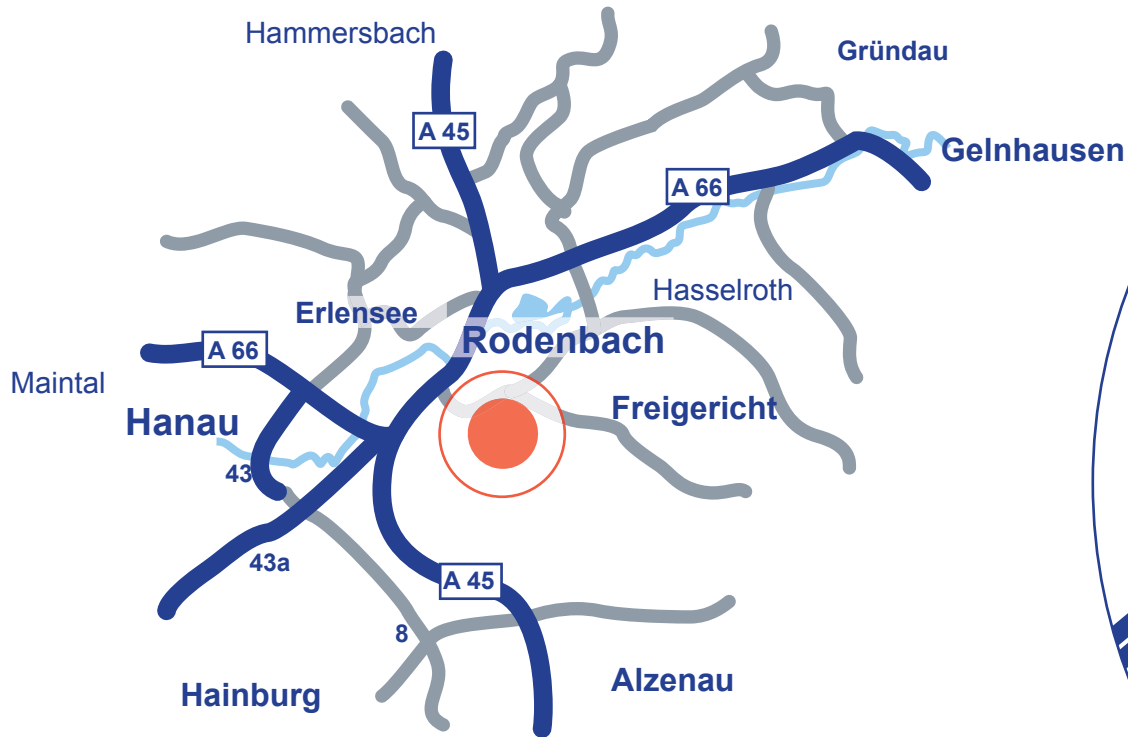 Hammersbach
Gründau
A 45
Gelnhausen
A 66
Hasselroth
Erlensee
Rodenbach
A 66
Maintal
Freigericht
Hanau
43
43a
A 45
8
Alzenau
Hainburg